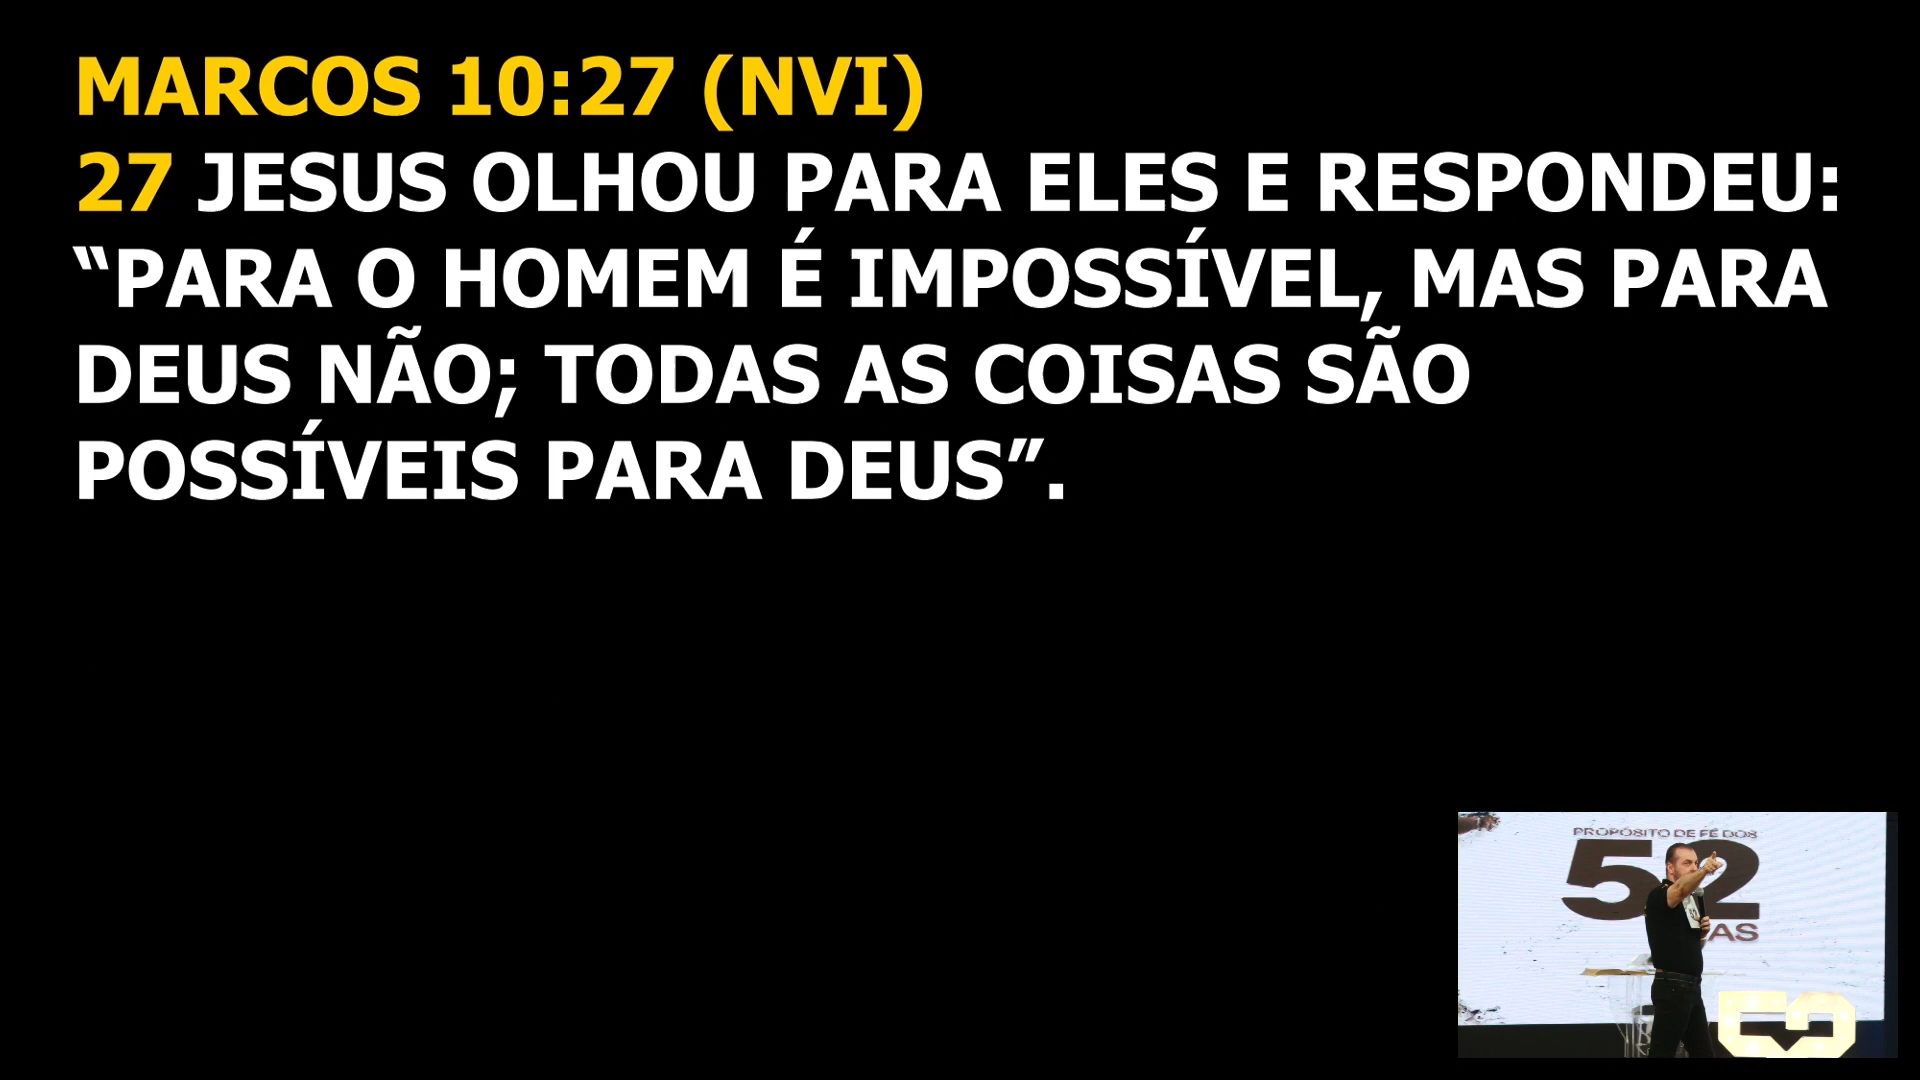 MARCOS 10:27 (NVI)
27 JESUS OLHOU PARA ELES E RESPONDEU:
“PARA O HOMEM É IMPOSSÍVEL, MAS PARA
DEUS NÃO; TODAS AS COISAS SÃO
POSSÍVEIS PARA DEUS”.
PROPÓSITO DE FÉ DOS
52